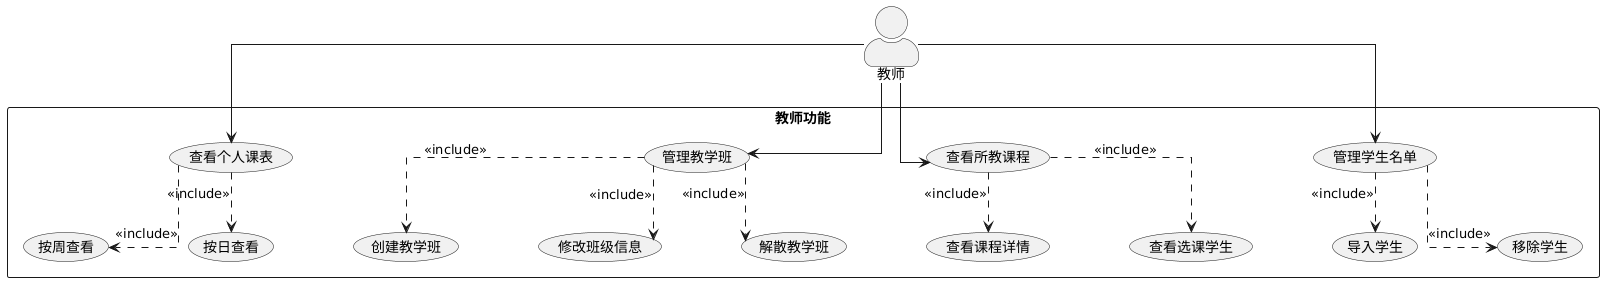 教师
教师功能
查看个人课表
管理教学班
查看所教课程
管理学生名单
«include»
«include»
«include»
«include»
«include»
«include»
«include»
«include»
«include»
按周查看
按日查看
创建教学班
修改班级信息
解散教学班
查看课程详情
查看选课学生
导入学生
移除学生